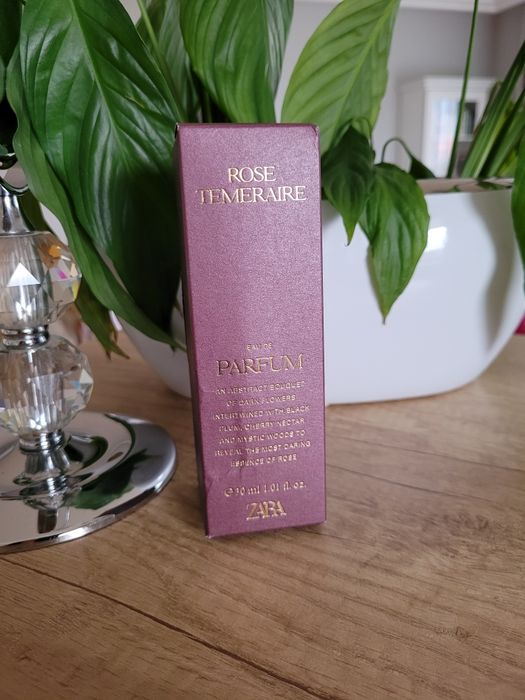 ROSE
TEMERAIRE
EAU DE
PARFUM
AN ABSTRACT BOUQUET
OF DARK FLOWERS
INTERTWINED WITH BLACK
PLUM, CHERRY NECTAR
AND MYSTIC WOODS TO
REVEAL THE MOST DARING
ESSENCE OF ROSE
℮30 ml 1.01 fl. oz.
ZARA